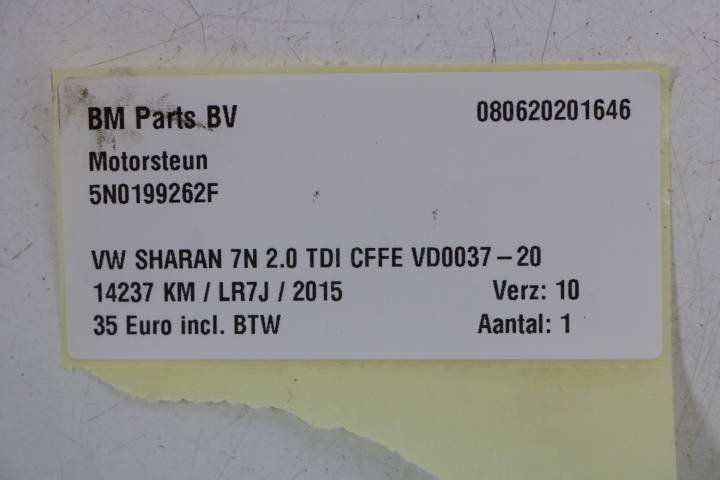 BM Parts BV 080620201646
Motorsteun
5N0199262F
VW SHARAN 7N 2.0 TDI CFFE VD0037-20
14237 KM / LR7J / 2015 Verz: 10
35 Euro incl. BTW Aantal: 1